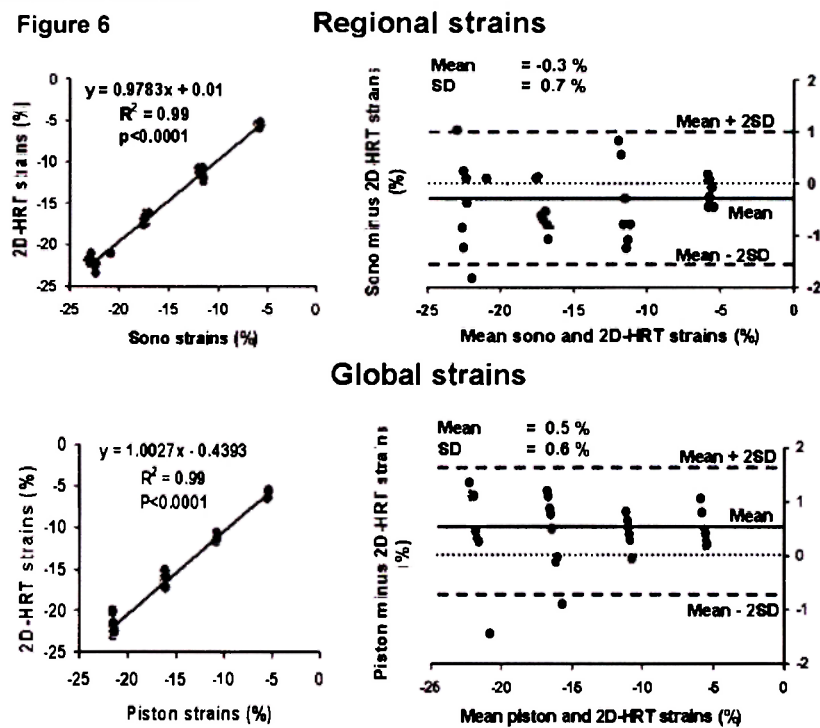 Figure 6
Regional strains
y = 0.9783x + 0.01
R² = 0.99
p<0.0001
2D-HRT strains (%)
0
-5
-10
-15
-20
-25
-25 -20 -15 -10 -5 0
Sono strains (%)
Mean = -0.3 %
SD = 0.7 %
Sono minus 2D-HRT strains
(%)
Mean + 2SD
Mean
Mean - 2SD
2
1
0
-1
-2
-25 -20 -15 -10 -5 0
Mean sono and 2D-HRT strains (%)
Global strains
y = 1.0027x - 0.4393
R² = 0.99
P<0.0001
2D-HRT strains (%)
0
-5
-10
-15
-20
-25
-25 -20 -15 -10 -5 0
Piston strains (%)
Mean = 0.5 %
SD = 0.6 %
Piston minus 2D-HRT strains
(%)
Mean + 2SD
Mean
Mean - 2SD
2
1
0
-1
-2
-25 -20 -15 -10 -5 0
Mean piston and 2D-HRT strains (%)